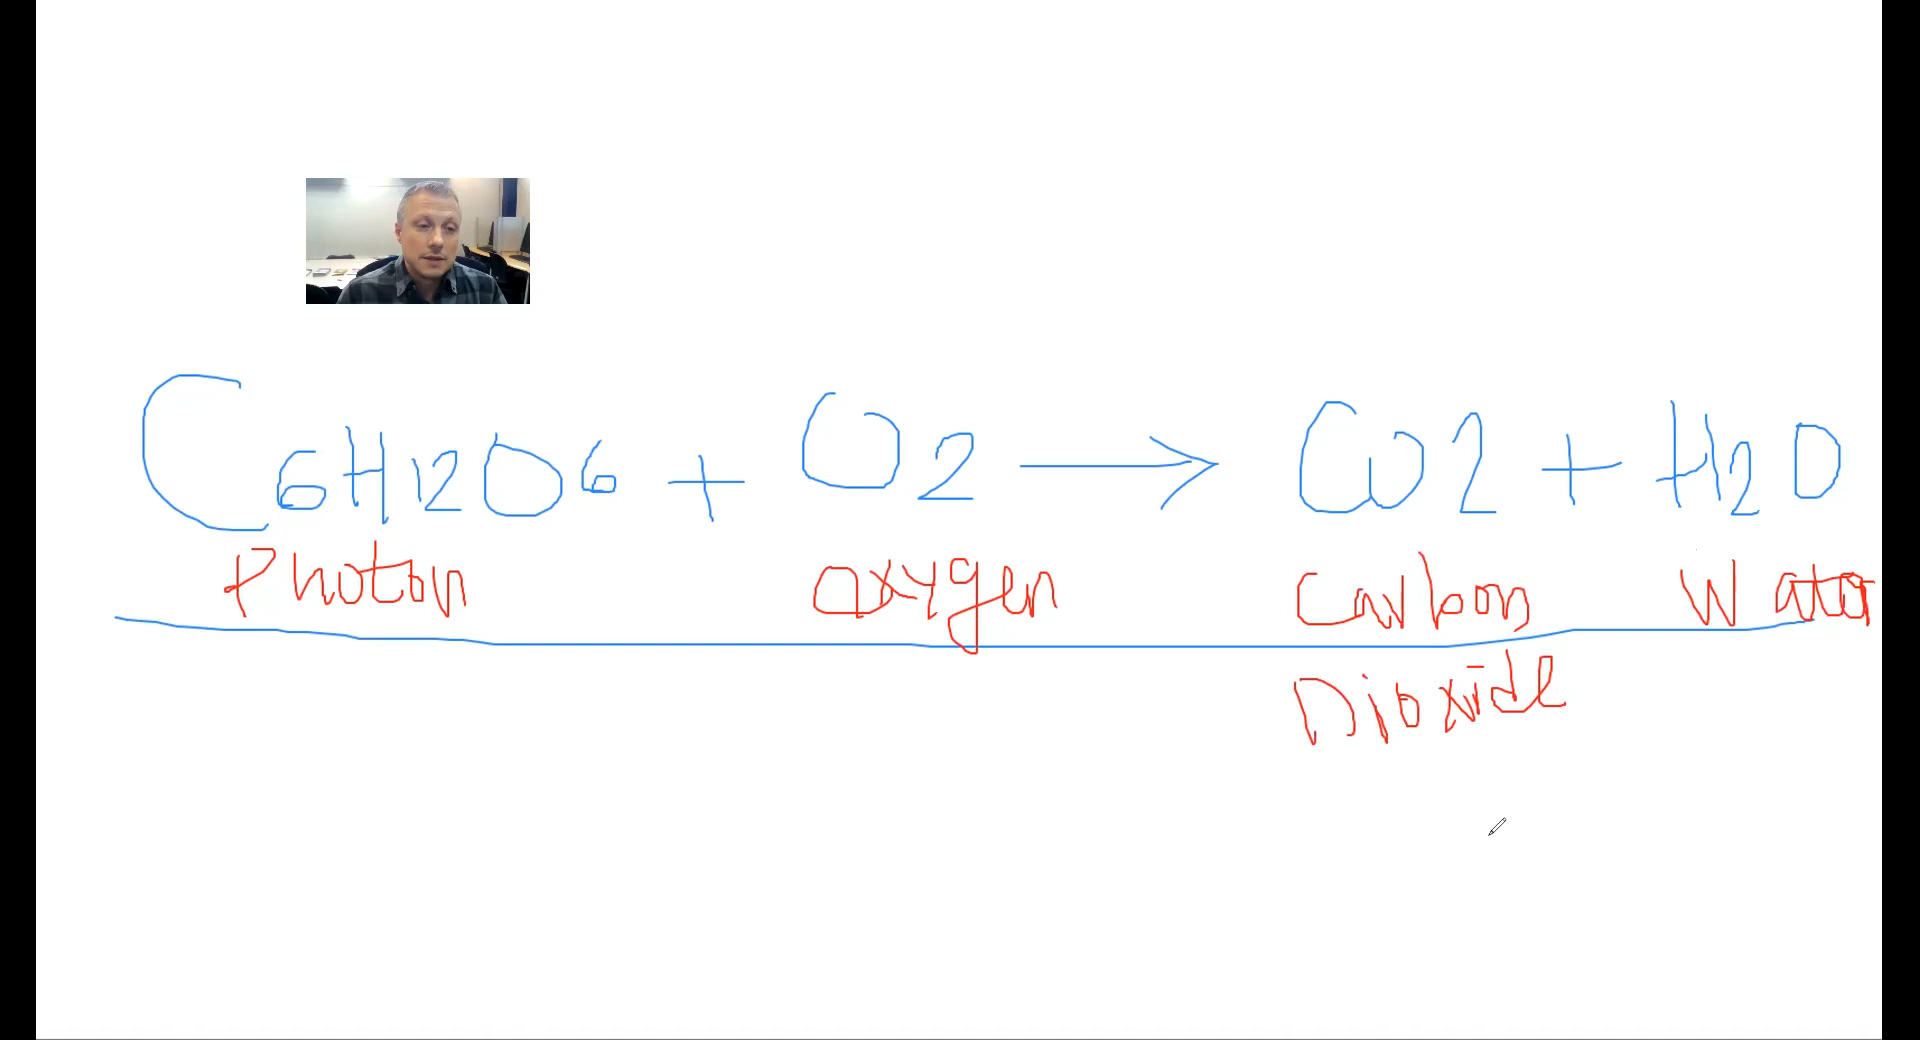 C6H12O6 + O2 → CO2 + H2O
Photon Oxygen Carbon Water
Dioxide